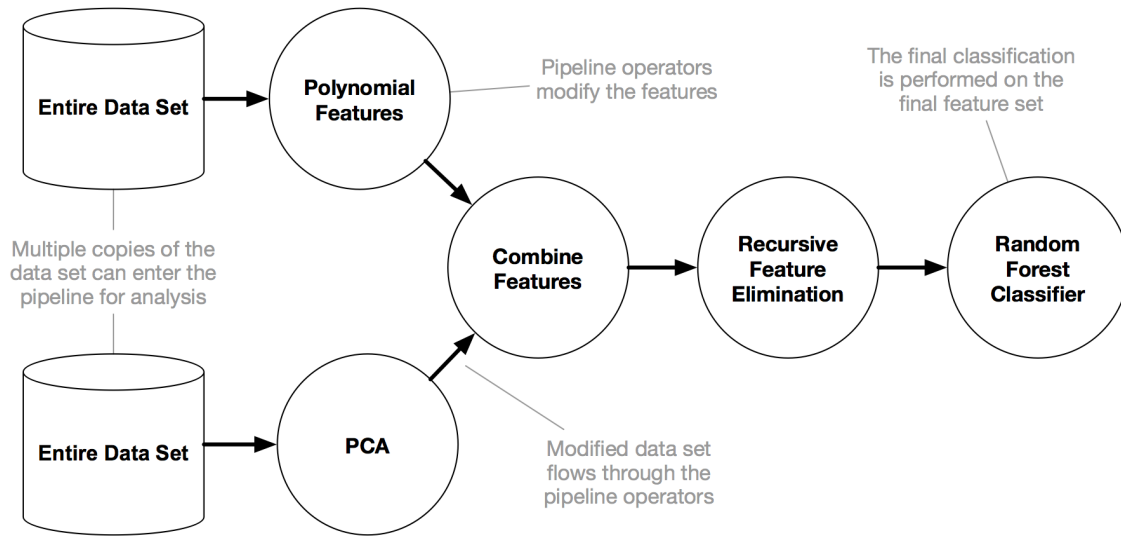 Entire Data Set
Polynomial
Features
Pipeline operators
modify the features
The final classification
is performed on the
final feature set
Multiple copies of the
data set can enter the
pipeline for analysis
Combine
Features
Recursive
Feature
Elimination
Random
Forest
Classifier
Entire Data Set
PCA
Modified data set
flows through the
pipeline operators